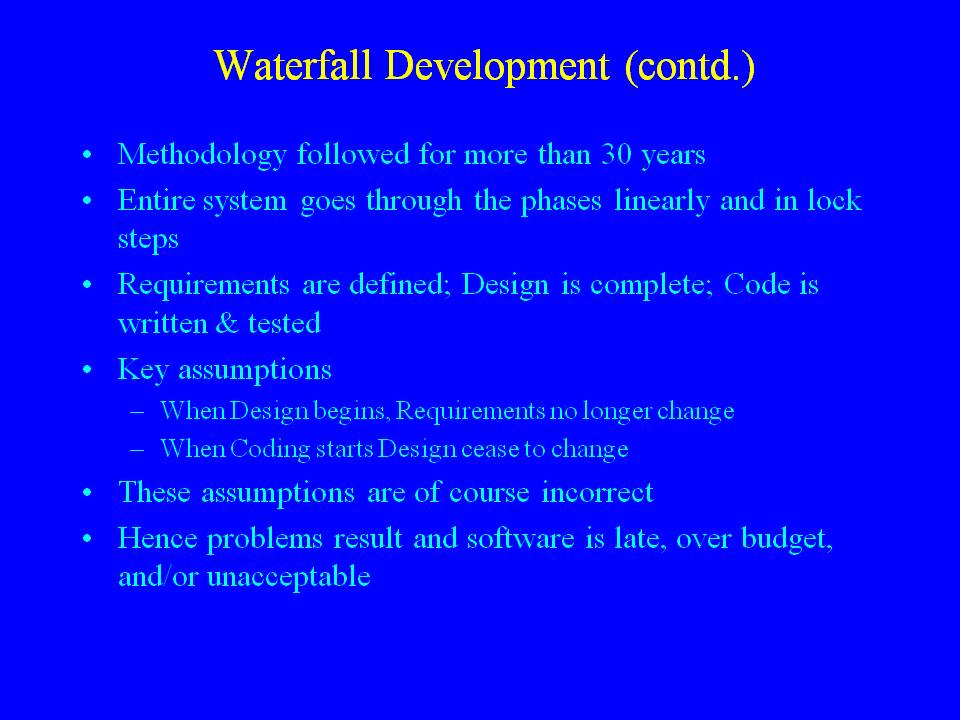 Waterfall Development (contd.)
• Methodology followed for more than 30 years
• Entire system goes through the phases linearly and in lock
steps
• Requirements are defined; Design is complete; Code is
written & tested
• Key assumptions
– When Design begins, Requirements no longer change
– When Coding starts Design cease to change
• These assumptions are of course incorrect
• Hence problems result and software is late, over budget,
and/or unacceptable